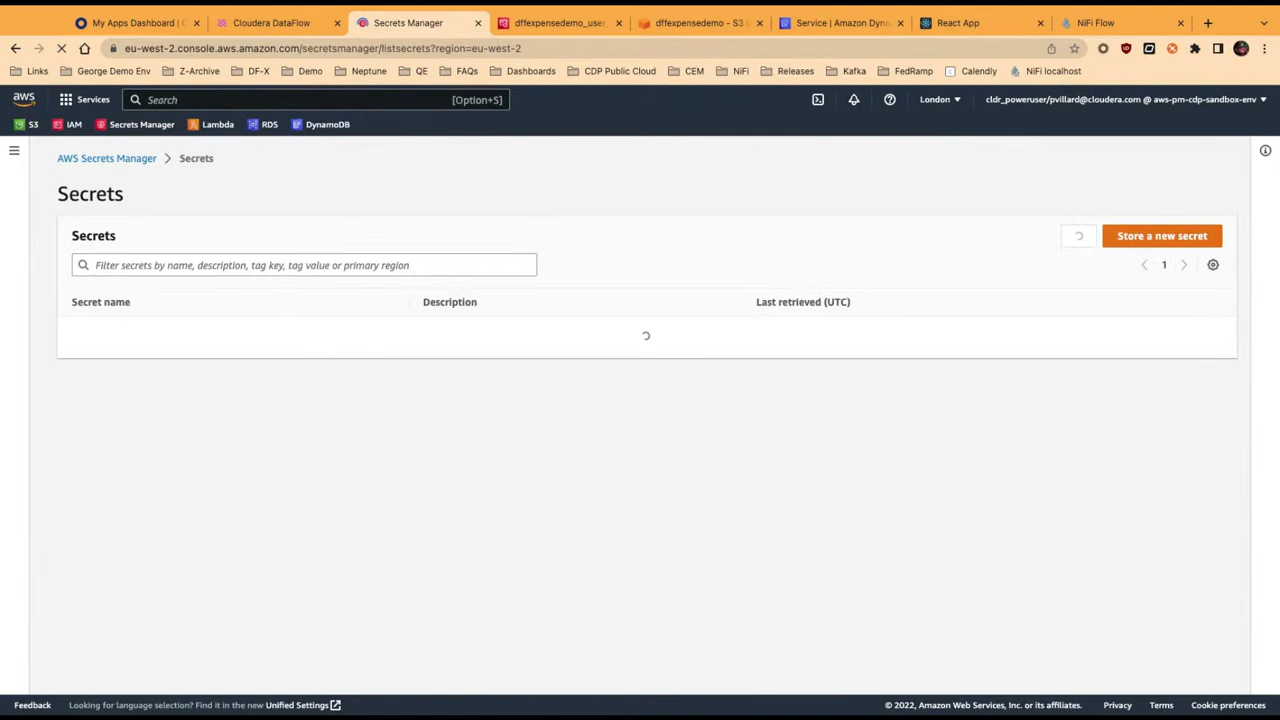 My Apps Dashboard | C
Cloudera DataFlow
Secrets Manager
dffexpensedemo_user
dffexpensedemo - S3 b
Service | Amazon Dyna
React App
NiFi Flow
eu-west-2.console.aws.amazon.com/secretsmanager/listsecrets?region=eu-west-2
Links
George Demo Env
Z-Archive
DF-X
Demo
Neptune
QE
FAQs
Dashboards
CDP Public Cloud
CEM
NiFi
Releases
Kafka
FedRamp
Calendly
NiFi localhost
aws
Services
Search
[Option+S]
London
cldr_poweruser/pvillard@cloudera.com @ aws-pm-cdp-sandbox-env
S3
IAM
Secrets Manager
Lambda
RDS
DynamoDB
AWS Secrets Manager
Secrets
Secrets
Secrets
Store a new secret
Filter secrets by name, description, tag key, tag value or primary region
1
Secret name
Description
Last retrieved (UTC)
Feedback
Looking for language selection? Find it in the new Unified Settings
© 2022, Amazon Web Services, Inc. or its affiliates.
Privacy
Terms
Cookie preferences